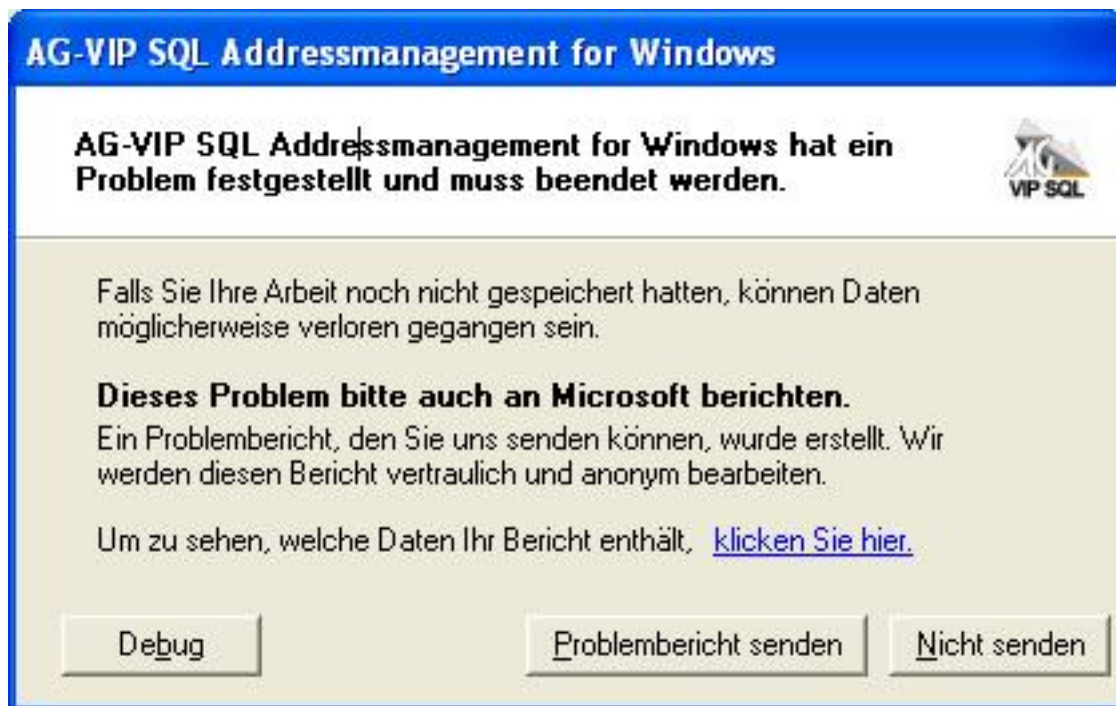 AG-VIP SQL Addressmanagement for Windows
AG-VIP SQL Addressmanagement for Windows hat ein
Problem festgestellt und muss beendet werden.
AG
VIP SQL
Falls Sie Ihre Arbeit noch nicht gespeichert hatten, können Daten
möglicherweise verloren gegangen sein.
Dieses Problem bitte auch an Microsoft berichten.
Ein Problembericht, den Sie uns senden können, wurde erstellt. Wir
werden diesen Bericht vertraulich und anonym bearbeiten.
Um zu sehen, welche Daten Ihr Bericht enthält, klicken Sie hier.
Debug
Problembericht senden
Nicht senden